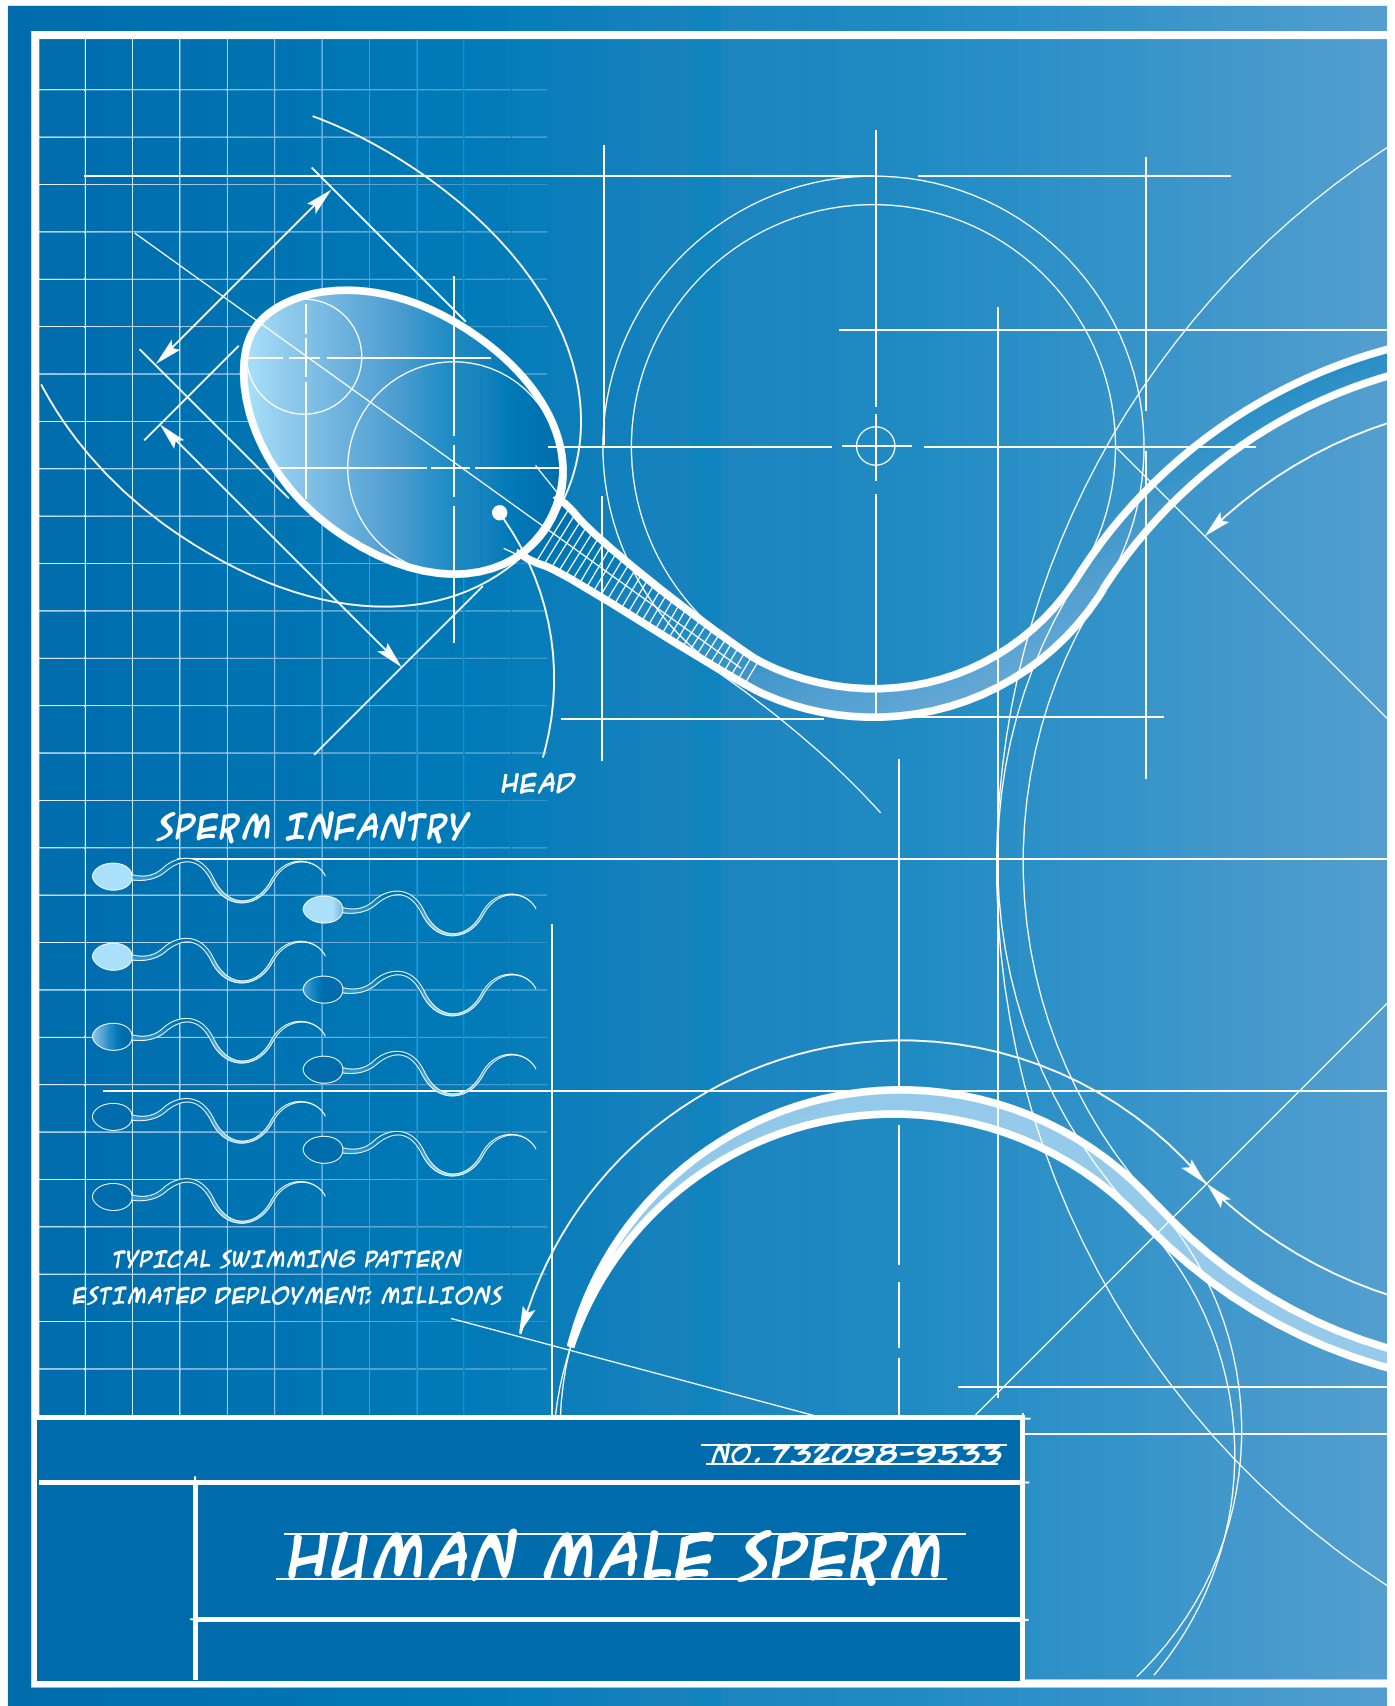 HEAD
SPERM INFANTRY
TYPICAL SWIMMING PATTERN
ESTIMATED DEPLOYMENT: MILLIONS
NO. 732098-9533
HUMAN MALE SPERM